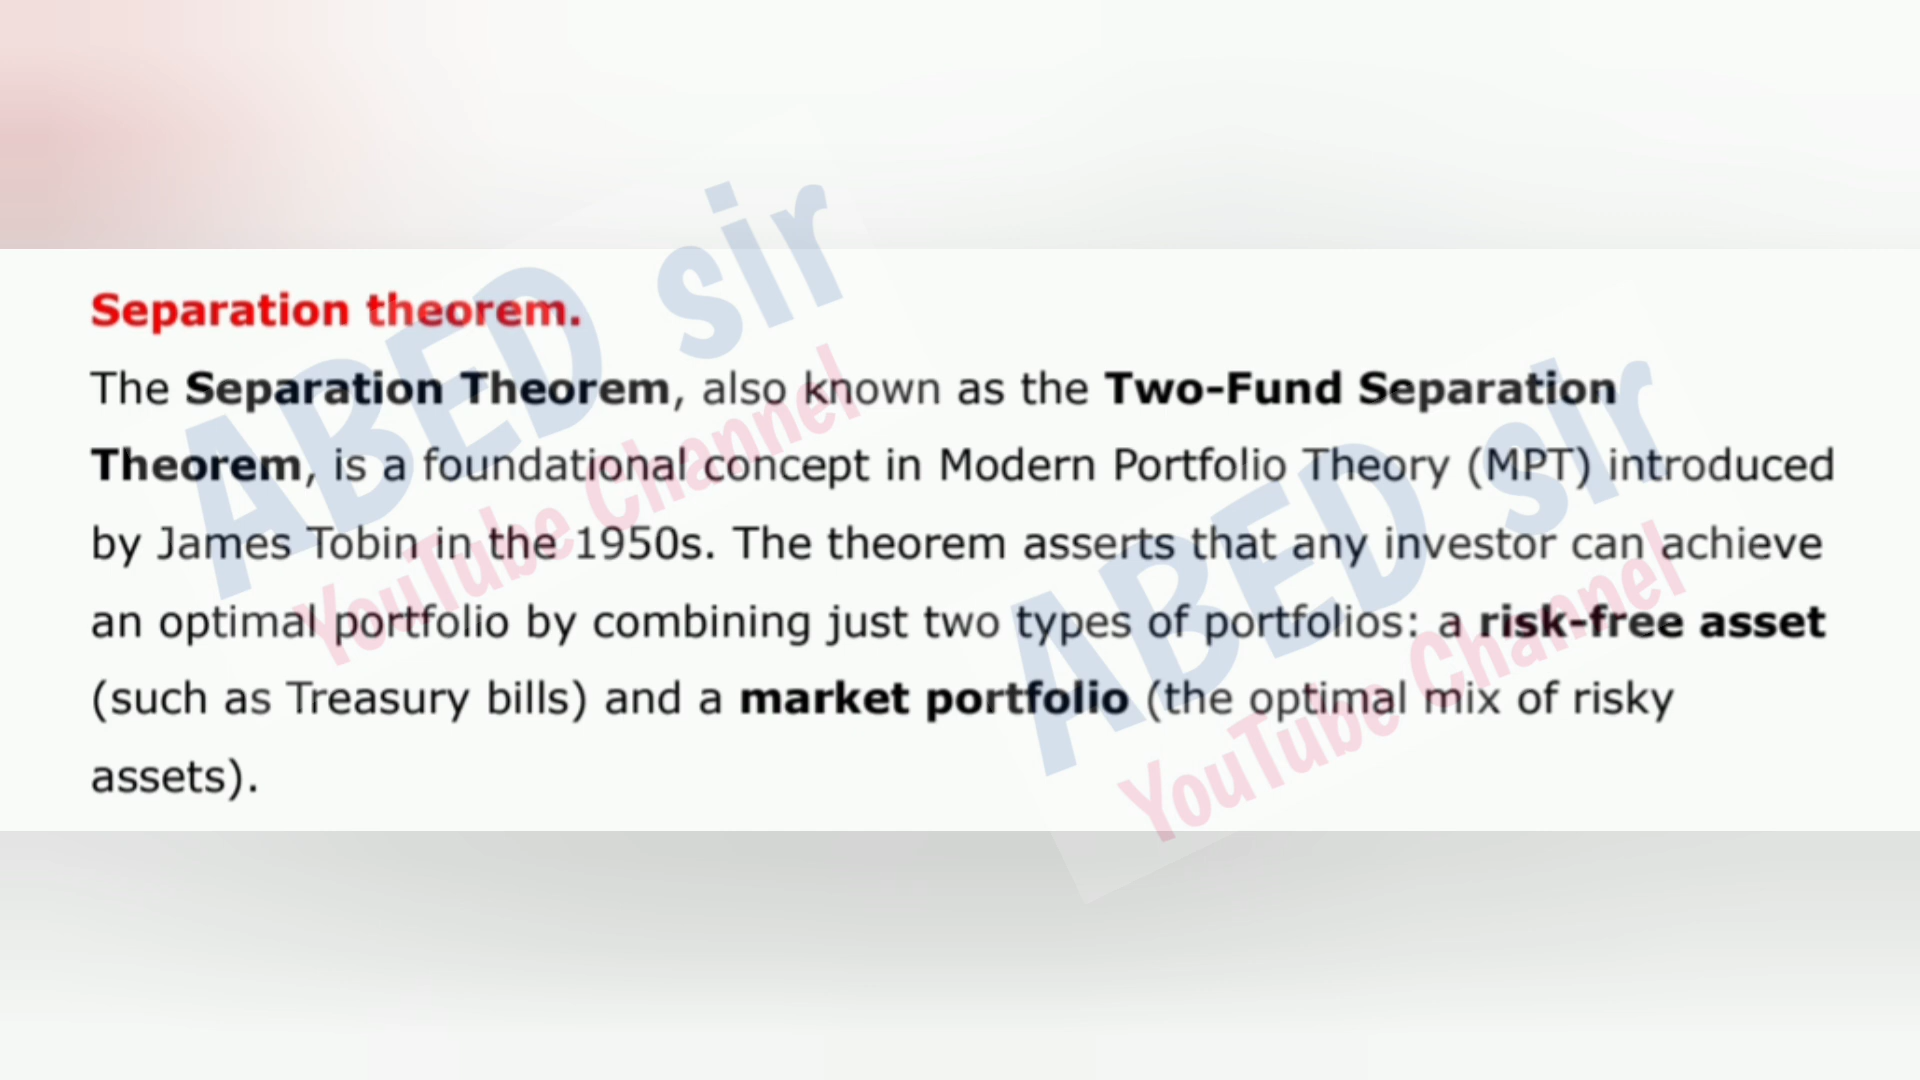 Separation theorem.
The Separation Theorem, also known as the Two-Fund Separation
Theorem, is a foundational concept in Modern Portfolio Theory (MPT) introduced
by James Tobin in the 1950s. The theorem asserts that any investor can achieve
an optimal portfolio by combining just two types of portfolios: a risk-free asset
(such as Treasury bills) and a market portfolio (the optimal mix of risky
assets).
ABED sir
YouTube Channel
ABED sir
YouTube Channel